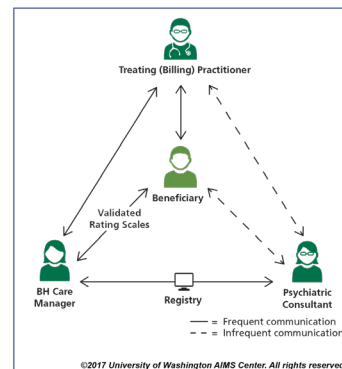 Treating (Billing) Practitioner
Beneficiary
Validated
Rating Scales
BH Care
Manager
Registry
Psychiatric
Consultant
= Frequent communication
= Infrequent communication
©2017 University of Washington AIMS Center. All rights reserved